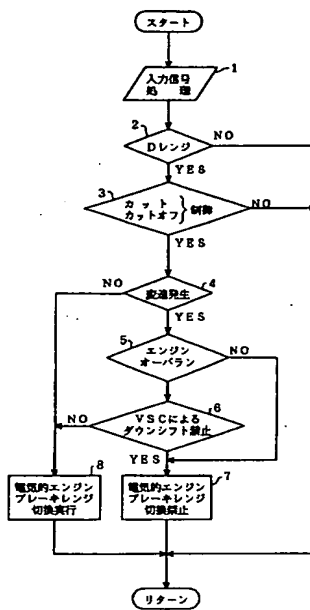 スタート
1
入力信号
処理
2
Dレンジ
NO
YES
3
カット
カットオフ
}制御
NO
YES
NO
4
変速発生
YES
5
エンジン
オーバラン
NO
6
VSCによる
ダウンシフト禁止
NO
YES
8
電気的エンジン
ブレーキレンジ
切換実行
7
電気的エンジン
ブレーキレンジ
切換禁止
リターン